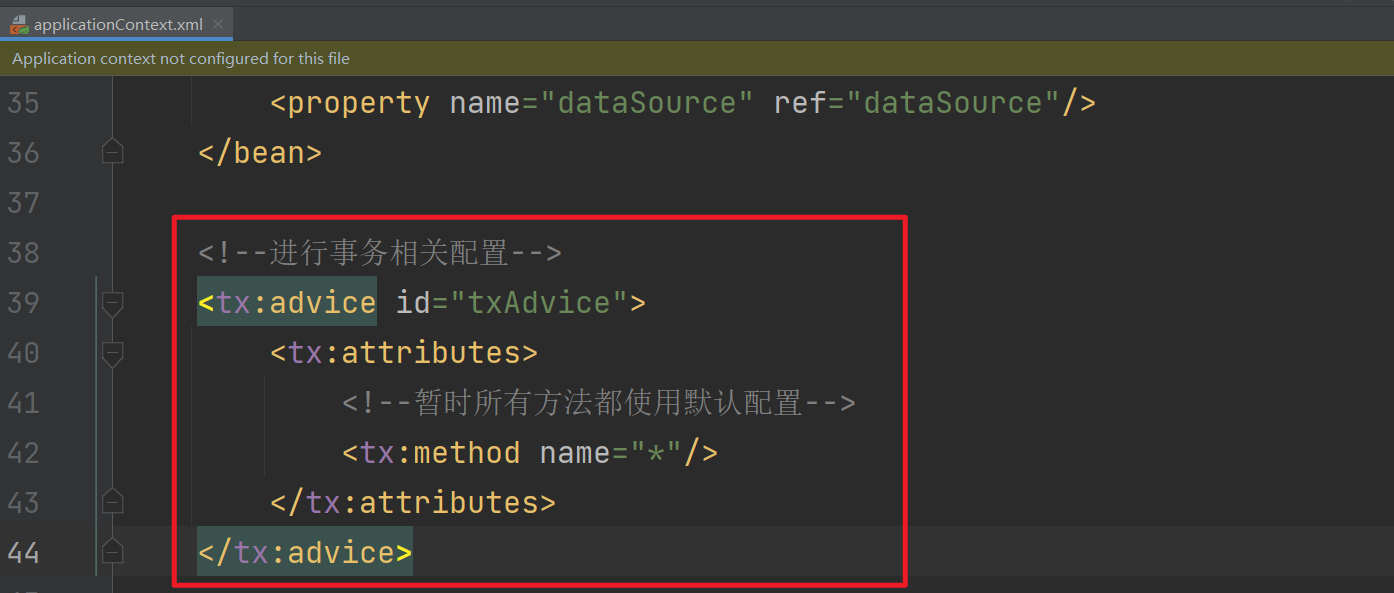 applicationContext.xml
Application context not configured for this file
35 <property name="dataSource" ref="dataSource"/>
36 </bean>
37
38 <!--进行事务相关配置-->
39 <tx:advice id="txAdvice">
40 <tx:attributes>
41 <!--暂时所有方法都使用默认配置-->
42 <tx:method name="*"/>
43 </tx:attributes>
44 </tx:advice>